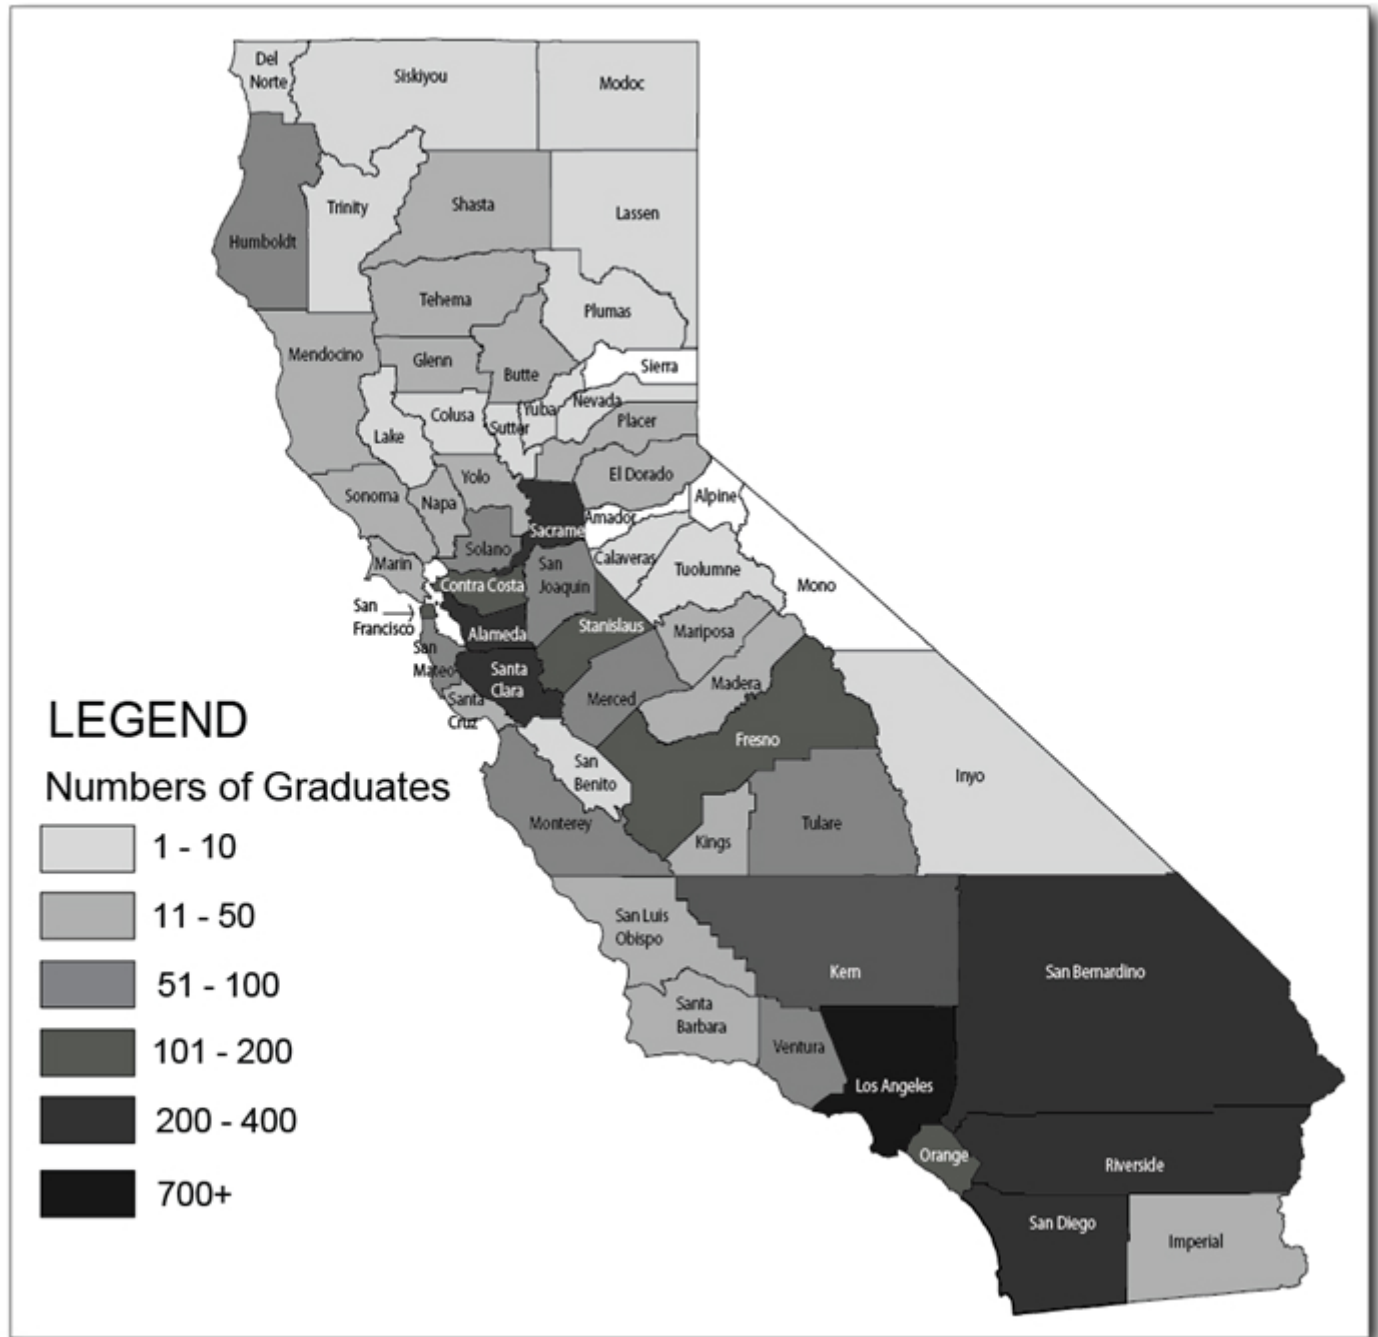 Del
Norte
Siskiyou
Modoc
Trinity
Shasta
Lassen
Humboldt
Tehema
Plumas
Mendocino
Glenn
Butte
Sierra
Colusa
Sutter
Yuba
Nevada
Placer
Lake
Yolo
El Dorado
Sonoma
Napa
Alpine
Sacrame
Amador
Solano
Marin
San
Joaquin
Calaveras
Tuolumne
Contra Costa
Mono
San
Francisco
Alameda
Stanislaus
Mariposa
San
Mateo
Santa
Clara
Merced
Madera
Santa
Cruz
Fresno
San
Benito
Inyo
Monterey
Kings
Tulare
San Luis
Obispo
Kern
San Bernardino
Santa
Barbara
Ventura
Los Angeles
Orange
Riverside
San Diego
Imperial
LEGEND
Numbers of Graduates
1 - 10
11 - 50
51 - 100
101 - 200
200 - 400
700+